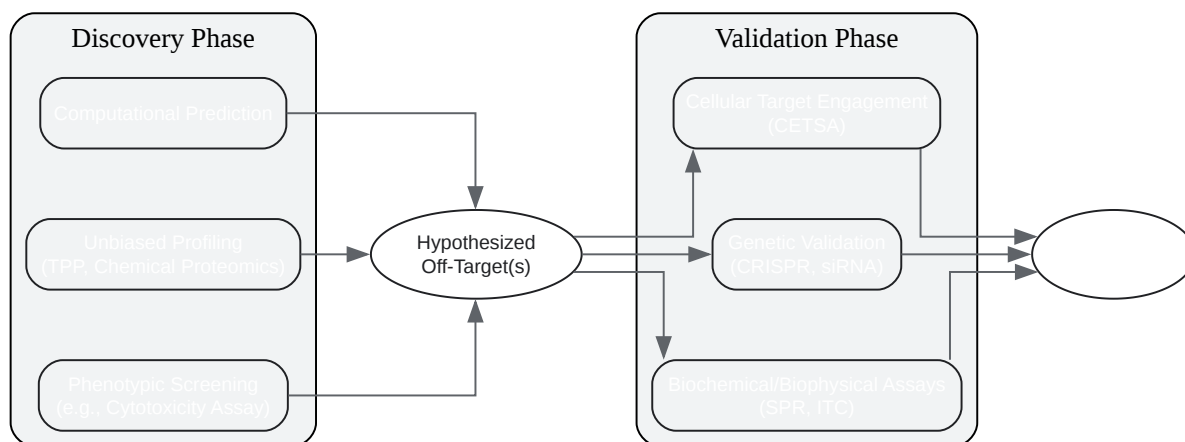 Discovery Phase
Computational Prediction
Unbiased Profiling
(TPP, Chemical Proteomics)
Phenotypic Screening
(e.g., Cytotoxicity Assay)
Hypothesized
Off-Target(s)
Validation Phase
Cellular Target Engagement
(CETSA)
Genetic Validation
(CRISPR, siRNA)
Biochemical/Biophysical Assays
(SPR, ITC)